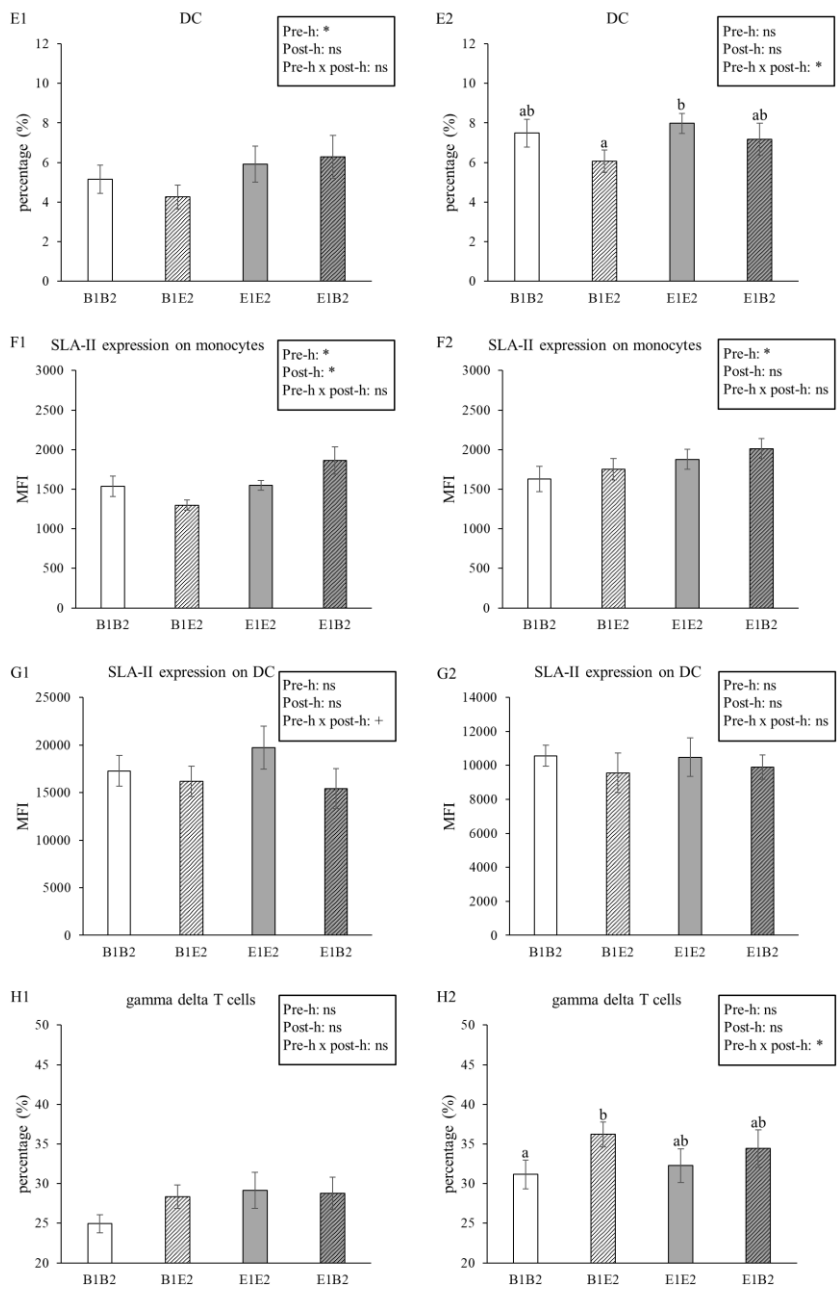 E1
DC
Pre-h: *
Post-h: ns
Pre-h x post-h: ns
percentage (%)
12
10
8
6
4
2
0
B1B2
B1E2
E1E2
E1B2
E2
DC
Pre-h: ns
Post-h: ns
Pre-h x post-h: *
percentage (%)
12
10
8
6
4
2
0
ab
a
b
ab
B1B2
B1E2
E1E2
E1B2
F1
SLA-II expression on monocytes
Pre-h: *
Post-h: *
Pre-h x post-h: ns
MFI
3000
2500
2000
1500
1000
500
0
B1B2
B1E2
E1E2
E1B2
F2
SLA-II expression on monocytes
Pre-h: *
Post-h: ns
Pre-h x post-h: ns
MFI
3000
2500
2000
1500
1000
500
0
B1B2
B1E2
E1E2
E1B2
G1
SLA-II expression on DC
Pre-h: ns
Post-h: ns
Pre-h x post-h: +
MFI
25000
20000
15000
10000
5000
0
B1B2
B1E2
E1E2
E1B2
G2
SLA-II expression on DC
Pre-h: ns
Post-h: ns
Pre-h x post-h: ns
MFI
14000
12000
10000
8000
6000
4000
2000
0
B1B2
B1E2
E1E2
E1B2
H1
gamma delta T cells
Pre-h: ns
Post-h: ns
Pre-h x post-h: ns
percentage (%)
50
45
40
35
30
25
20
B1B2
B1E2
E1E2
E1B2
H2
gamma delta T cells
Pre-h: ns
Post-h: ns
Pre-h x post-h: *
percentage (%)
50
45
40
35
30
25
20
a
b
ab
ab
B1B2
B1E2
E1E2
E1B2